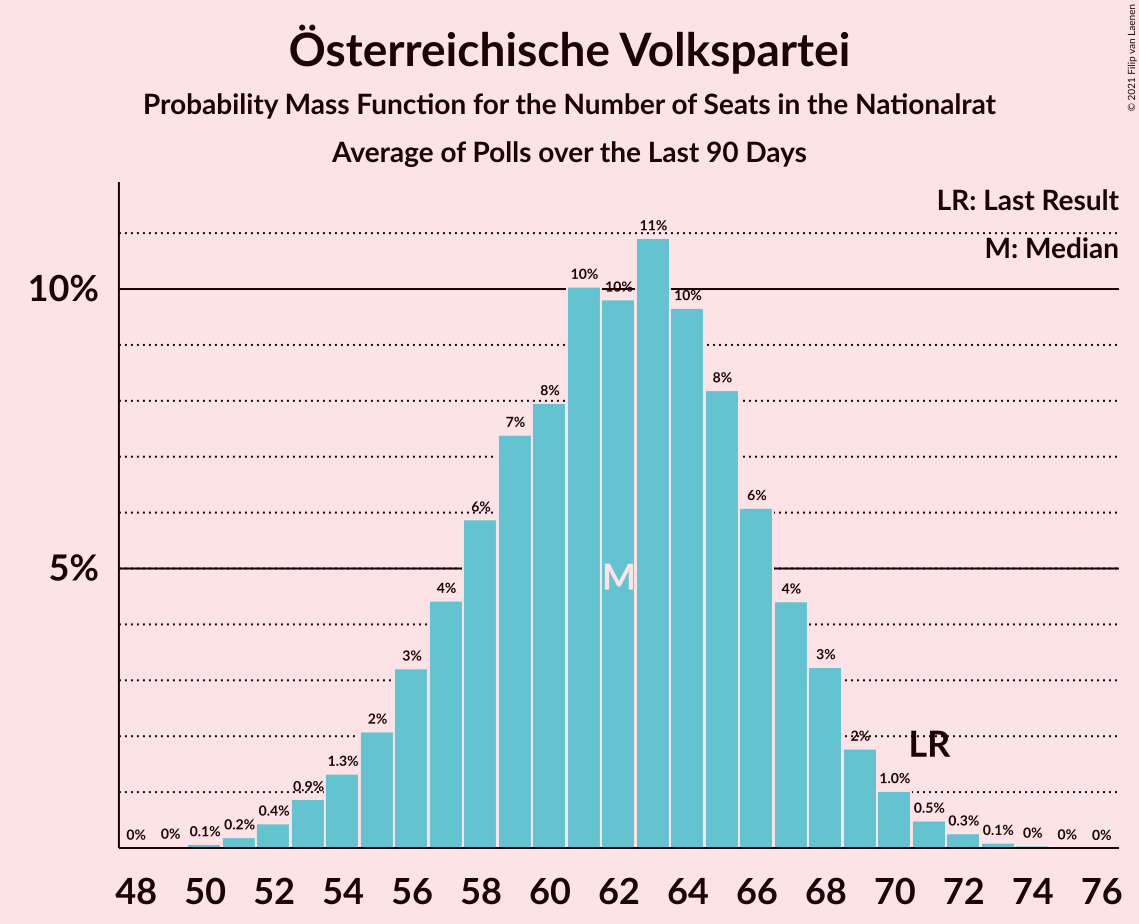 Österreichische Volkspartei
Probability Mass Function for the Number of Seats in the Nationalrat
Average of Polls over the Last 90 Days
© 2021 Filip van Laenen
LR: Last Result
M: Median
10%
5%
0% 0% 0.1% 0.2% 0.4% 0.9% 1.3% 2% 3% 4% 6% 7% 8% 10% 10% 11% 10% 8% 6% 4% 3% 2% 1.0% 0.5% 0.3% 0.1% 0% 0% 0%
M
LR
48 50 52 54 56 58 60 62 64 66 68 70 72 74 76